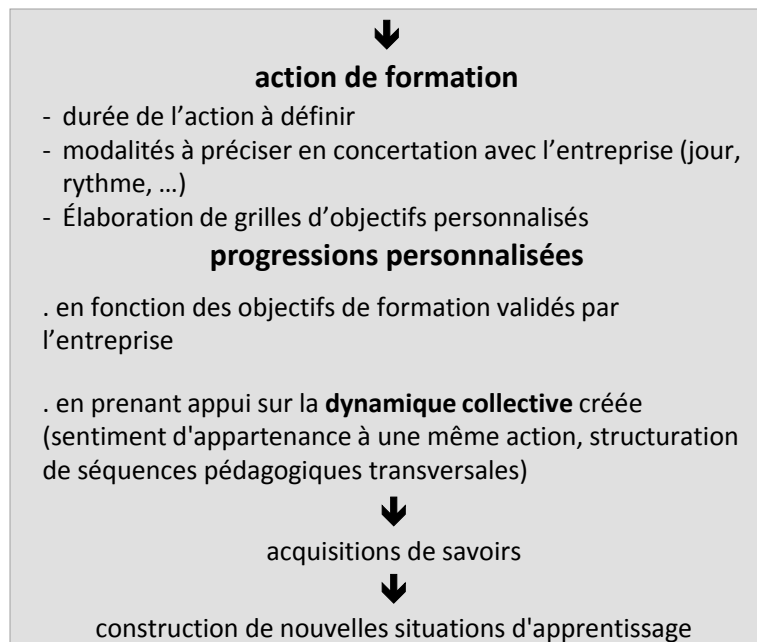 action de formation
- durée de l’action à définir
- modalités à préciser en concertation avec l’entreprise (jour,
rythme, …)
- Élaboration de grilles d’objectifs personnalisés
progressions personnalisées
. en fonction des objectifs de formation validés par
l’entreprise
. en prenant appui sur la dynamique collective créée
(sentiment d'appartenance à une même action, structuration
de séquences pédagogiques transversales)
acquisitions de savoirs
construction de nouvelles situations d'apprentissage